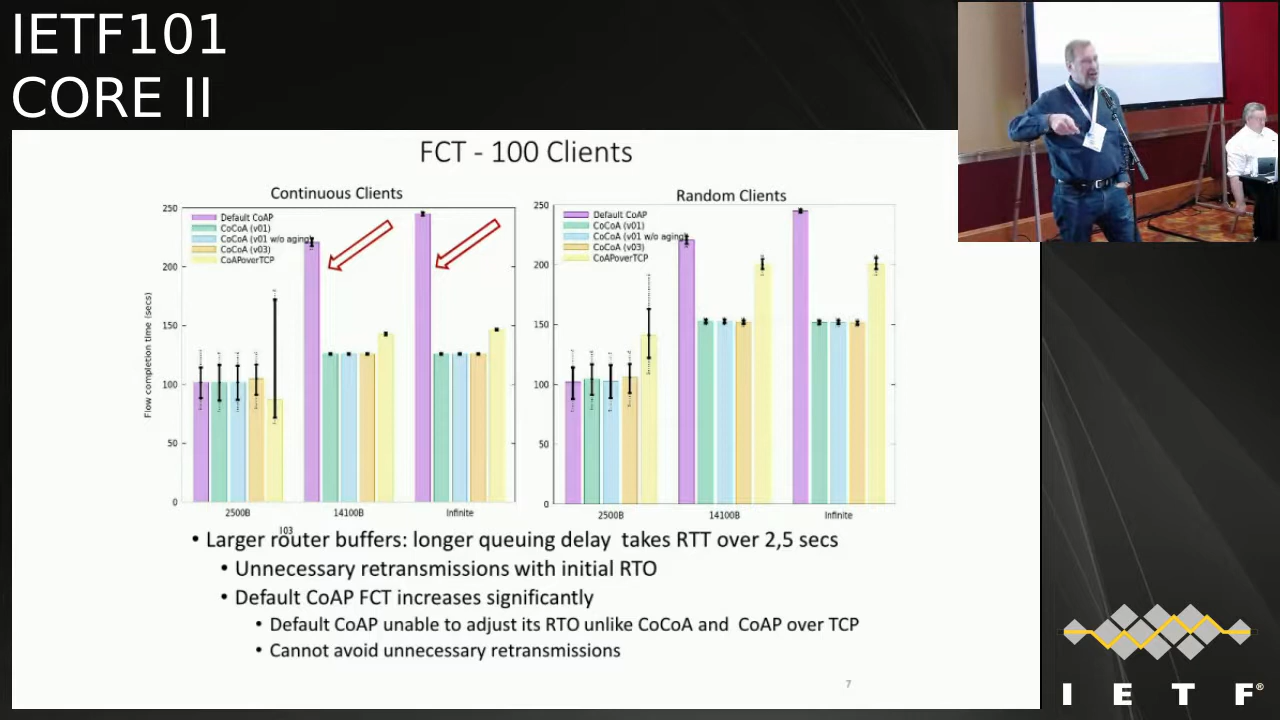 IETF101
CORE II
FCT - 100 Clients
Continuous Clients
250
200
150
100
50
0
Flow completion time (secs)
Default CoAP
CoCoA (v01)
CoCoA (v01 w/o aging)
CoCoA (v03)
CoAPoverTCP
2500B
14100B
Infinite
Random Clients
250
200
150
100
50
0
Default CoAP
CoCoA (v01)
CoCoA (v01 w/o aging)
CoCoA (v03)
CoAPoverTCP
2500B
14100B
Infinite
103
• Larger router buffers: longer queuing delay takes RTT over 2,5 secs
• Unnecessary retransmissions with initial RTO
• Default CoAP FCT increases significantly
• Default CoAP unable to adjust its RTO unlike CoCoA and CoAP over TCP
• Cannot avoid unnecessary retransmissions
7
I E T F®